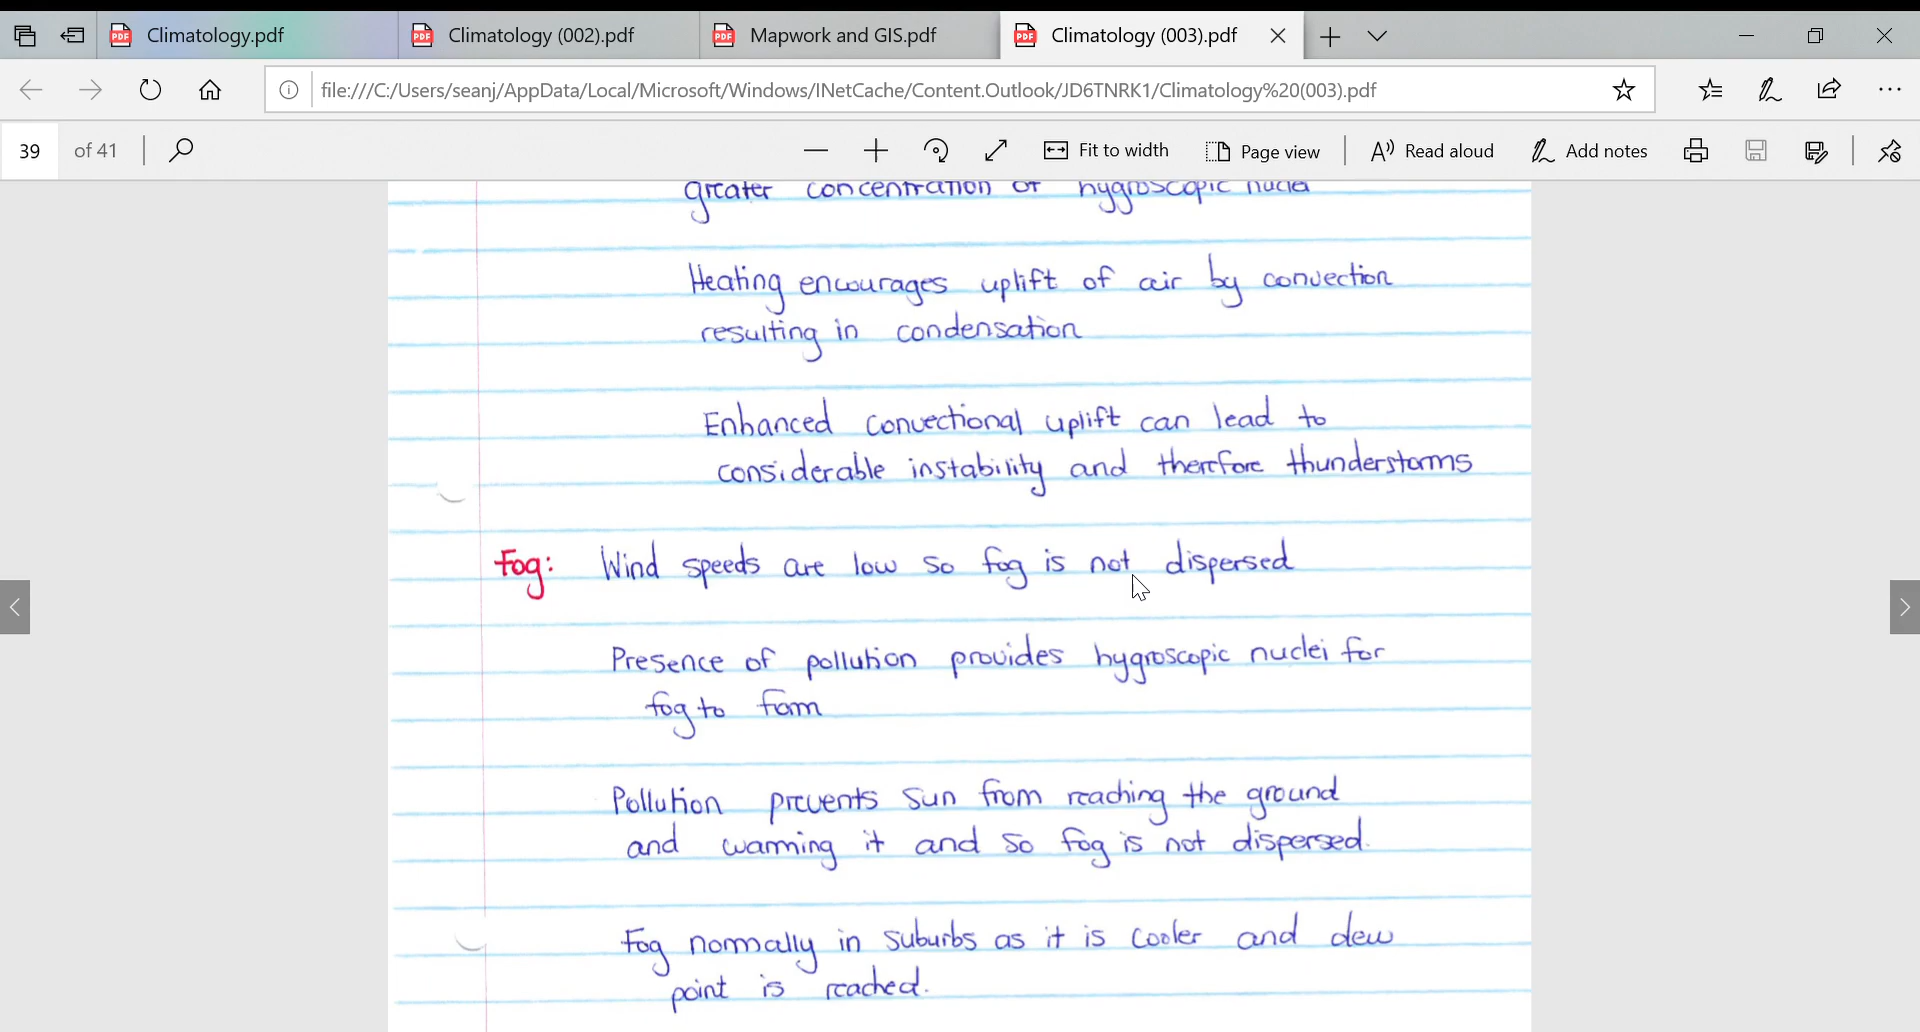 Climatology.pdf
Climatology (002).pdf
Mapwork and GIS.pdf
Climatology (003).pdf
file:///C:/Users/seanj/AppData/Local/Microsoft/Windows/INetCache/Content.Outlook/JD6TNRK1/Climatology%20(003).pdf
39 of 41
Fit to width
Page view
Read aloud
Add notes
greater concentration of hygroscopic nuclei
Heating encourages uplift of air by convection
resulting in condensation
Enhanced convectional uplift can lead to
considerable instability and therefore thunderstorms
Fog: Wind speeds are low so fog is not dispersed
Presence of pollution provides hygroscopic nuclei for
fog to form
Pollution prevents sun from reaching the ground
and warming it and so fog is not dispersed.
Fog normally in suburbs as it is cooler and dew
point is reached.